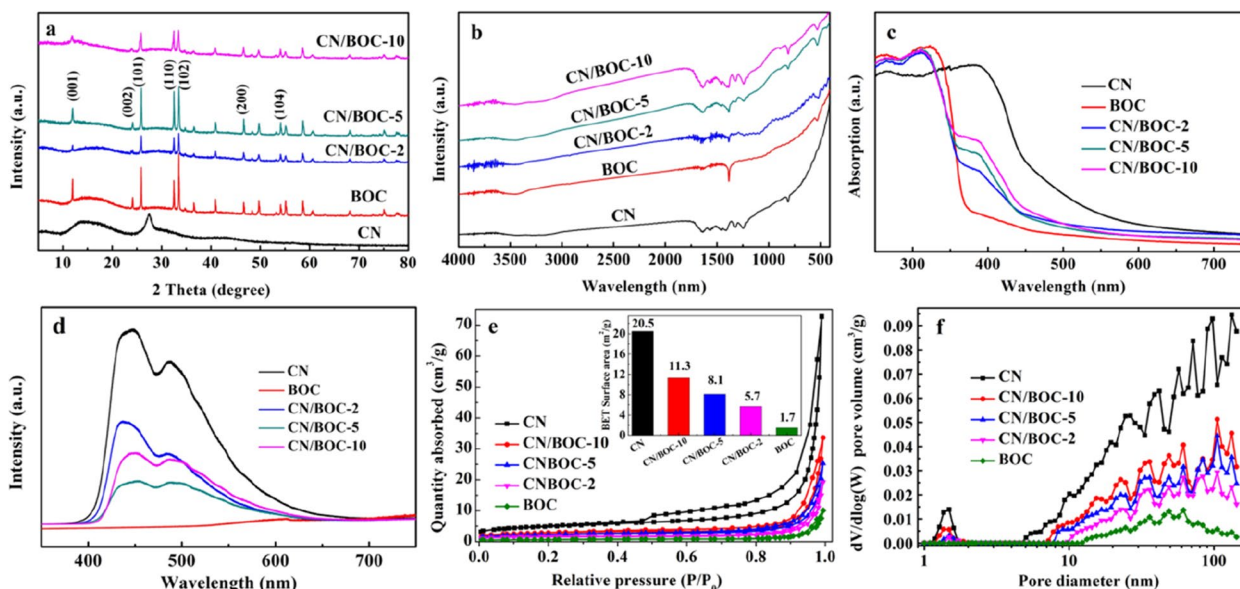 a
CN/BOC-10
(001)
(002)
(101)
(110)
(102)
(200)
(104)
CN/BOC-5
CN/BOC-2
BOC
CN
Intensity (a.u.)
10 20 30 40 50 60 70 80
2 Theta (degree)
b
CN/BOC-10
CN/BOC-5
CN/BOC-2
BOC
CN
Intensity (a.u.)
4000 3500 3000 2500 2000 1500 1000 500
Wavelength (nm)
c
CN
BOC
CN/BOC-2
CN/BOC-5
CN/BOC-10
Absorption (a.u.)
300 400 500 600 700
Wavelength (nm)
d
CN
BOC
CN/BOC-2
CN/BOC-5
CN/BOC-10
Intensity (a.u.)
400 500 600 700
Wavelength (nm)
e
70
60
50
40
30
20
10
0
Quantity absorbed (cm³/g)
CN
CN/BOC-10
CNBOC-5
CNBOC-2
BOC
BET Surface area (m²/g)
20
16
12
8
4
0
20.5
11.3
8.1
5.7
1.7
CN CN/BOC-10 CN/BOC-5 CN/BOC-2 BOC
0.0 0.2 0.4 0.6 0.8 1.0
Relative pressure (P/P₀)
f
0.09
0.08
0.07
0.06
0.05
0.04
0.03
0.02
0.01
0.00
dV/dlog(W) pore volume (cm³/g)
CN
CN/BOC-10
CN/BOC-5
CN/BOC-2
BOC
1 10 100
Pore diameter (nm)